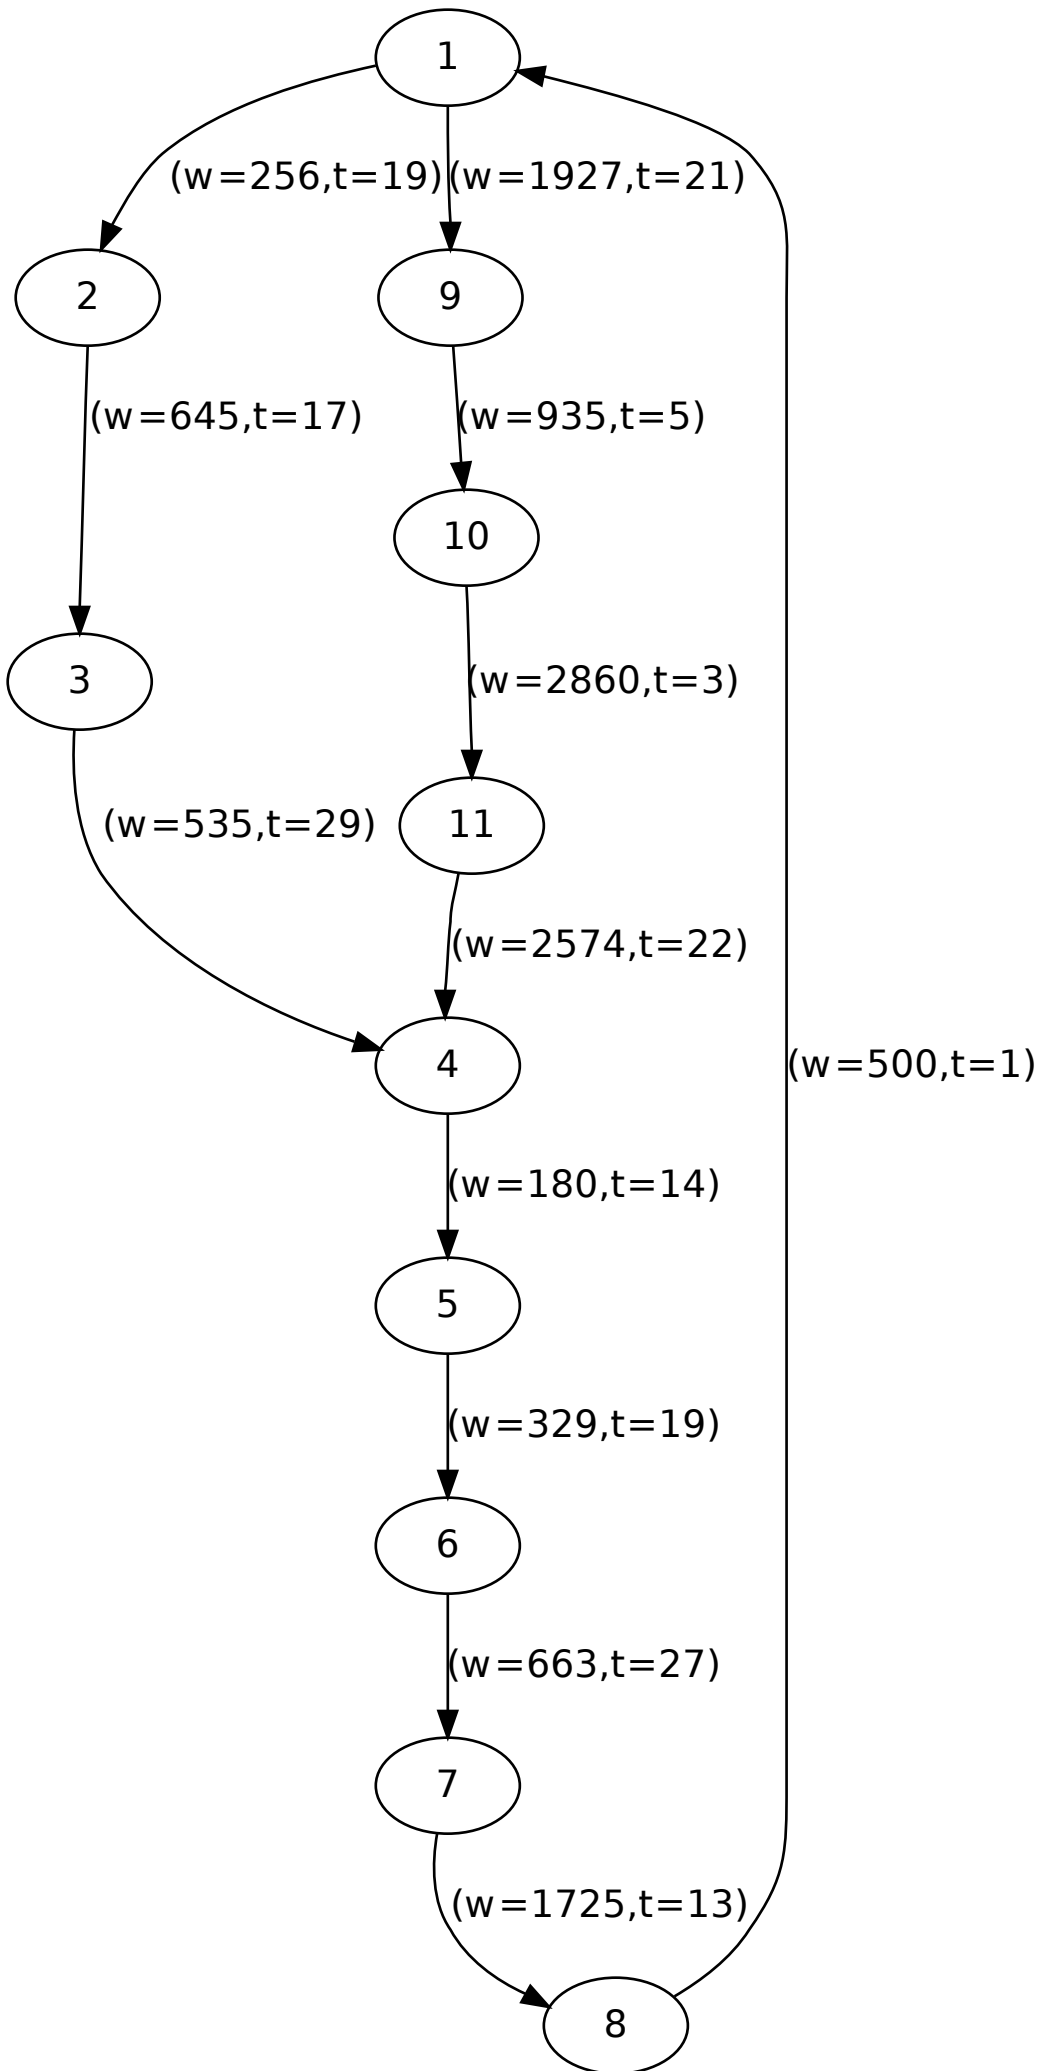 1
(w=256,t=19)
(w=1927,t=21)
2
9
(w=645,t=17)
(w=935,t=5)
10
3
(w=2860,t=3)
(w=535,t=29)
11
(w=2574,t=22)
4
(w=500,t=1)
(w=180,t=14)
5
(w=329,t=19)
6
(w=663,t=27)
7
(w=1725,t=13)
8